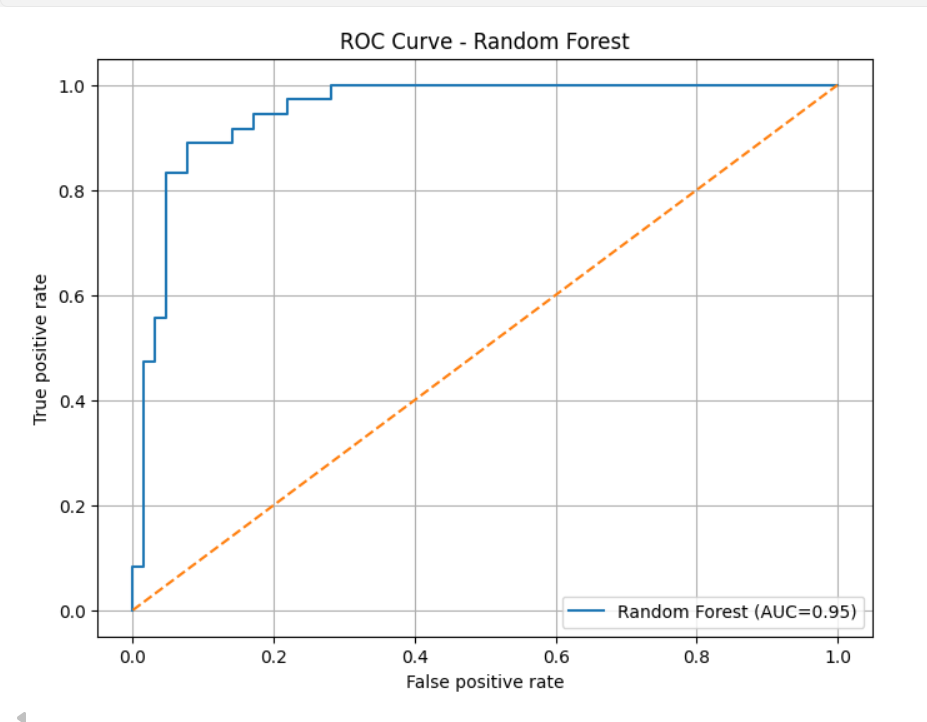 ROC Curve - Random Forest
1.0
0.8
0.6
0.4
0.2
0.0
True positive rate
Random Forest (AUC=0.95)
0.0 0.2 0.4 0.6 0.8 1.0
False positive rate